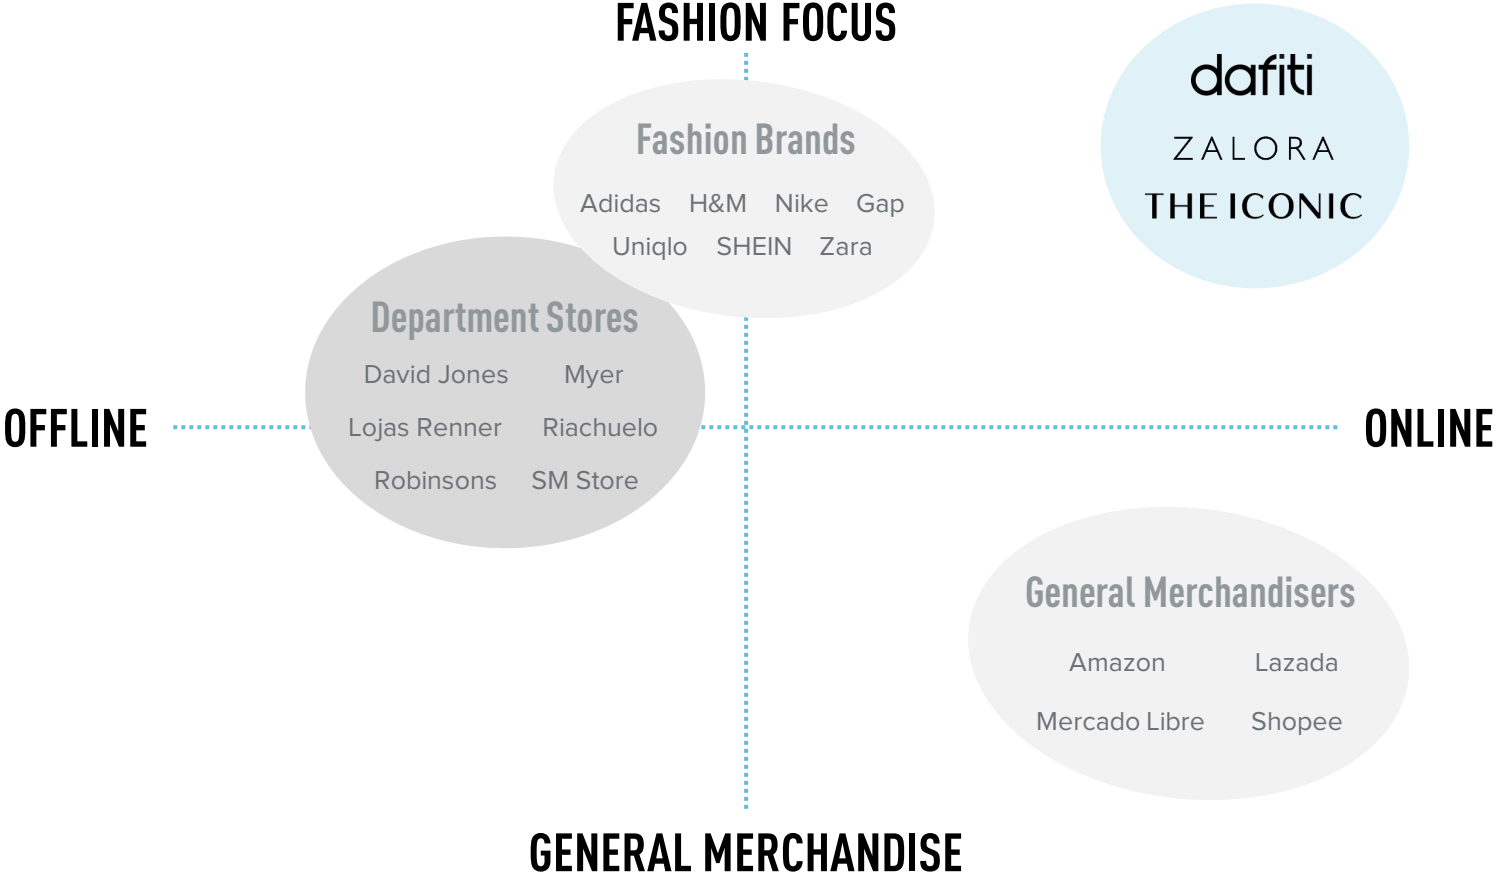 FASHION FOCUS
dafiti
ZALORA
THE ICONIC
Fashion Brands
Adidas H&M Nike Gap
Uniqlo SHEIN Zara
Department Stores
David Jones Myer
Lojas Renner Riachuelo
Robinsons SM Store
OFFLINE
ONLINE
General Merchandisers
Amazon Lazada
Mercado Libre Shopee
GENERAL MERCHANDISE